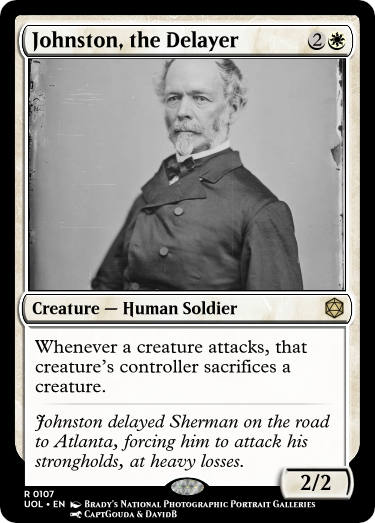 Johnston, the Delayer 2
Creature — Human Soldier
Whenever a creature attacks, that
creature's controller sacrifices a
creature.
Johnston delayed Sherman on the road
to Atlanta, forcing him to attack his
strongholds, at heavy losses.
2/2
R 0107
UOL • EN Brady's National Photographic Portrait Galleries
CaptGouda & DavidB